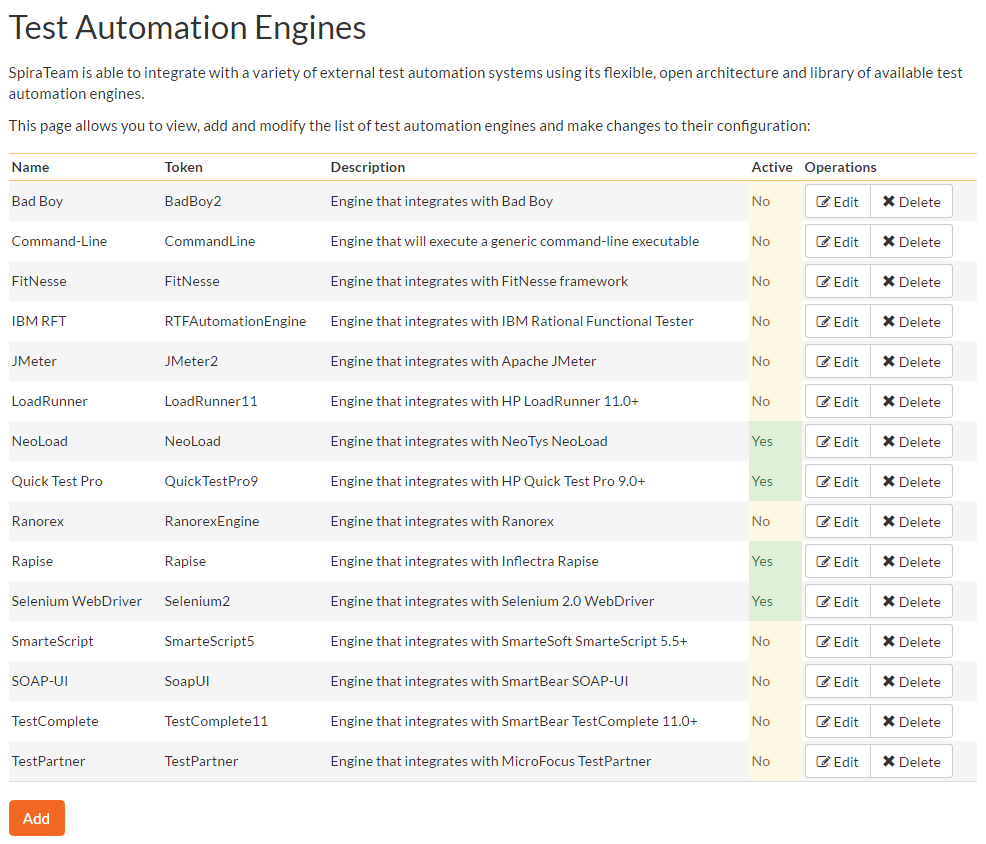 Test Automation Engines
SpiraTeam is able to integrate with a variety of external test automation systems using its flexible, open architecture and library of available test
automation engines.
This page allows you to view, add and modify the list of test automation engines and make changes to their configuration:
Name Token Description Active Operations
Bad Boy BadBoy2 Engine that integrates with Bad Boy No Edit Delete
Command-Line CommandLine Engine that will execute a generic command-line executable No Edit Delete
FitNesse FitNesse Engine that integrates with FitNesse framework No Edit Delete
IBM RFT RTFAutomationEngine Engine that integrates with IBM Rational Functional Tester No Edit Delete
JMeter JMeter2 Engine that integrates with Apache JMeter No Edit Delete
LoadRunner LoadRunner11 Engine that integrates with HP LoadRunner 11.0+ No Edit Delete
NeoLoad NeoLoad Engine that integrates with NeoTys NeoLoad Yes Edit Delete
Quick Test Pro QuickTestPro9 Engine that integrates with HP Quick Test Pro 9.0+ Yes Edit Delete
Ranorex RanorexEngine Engine that integrates with Ranorex No Edit Delete
Rapise Rapise Engine that integrates with Inflectra Rapise Yes Edit Delete
Selenium WebDriver Selenium2 Engine that integrates with Selenium 2.0 WebDriver Yes Edit Delete
SmarteScript SmarteScript5 Engine that integrates with SmarteSoft SmarteScript 5.5+ No Edit Delete
SOAP-UI SoapUI Engine that integrates with SmartBear SOAP-UI No Edit Delete
TestComplete TestComplete11 Engine that integrates with SmartBear TestComplete 11.0+ No Edit Delete
TestPartner TestPartner Engine that integrates with MicroFocus TestPartner No Edit Delete
Add